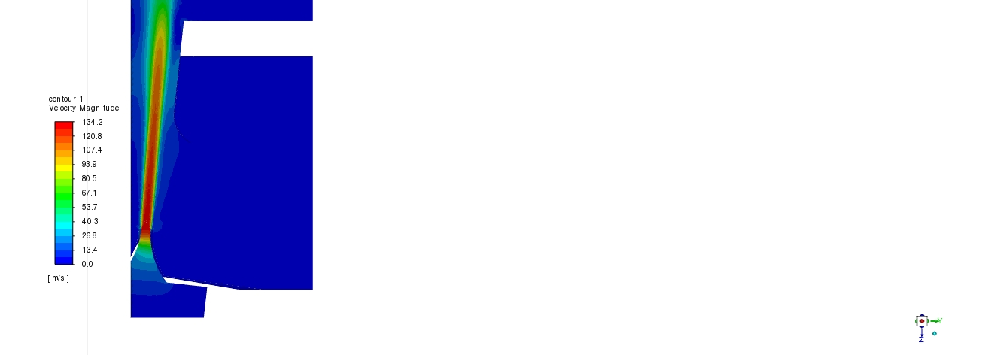 contour-1
Velocity Magnitude
134.2
120.8
107.4
93.9
80.5
67.1
53.7
40.3
26.8
13.4
0.0
[ m/s ]
Y
Z